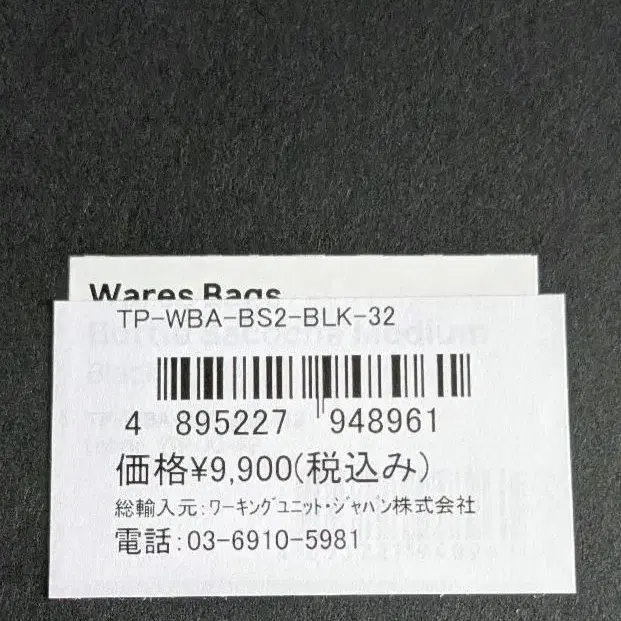 Wares Bags
TP-WBA-BS2-BLK-32
4 895227 948961
価格¥9,900(税込み)
総輸入元:ワーキングユニット・ジャパン株式会社
電話:03-6910-5981